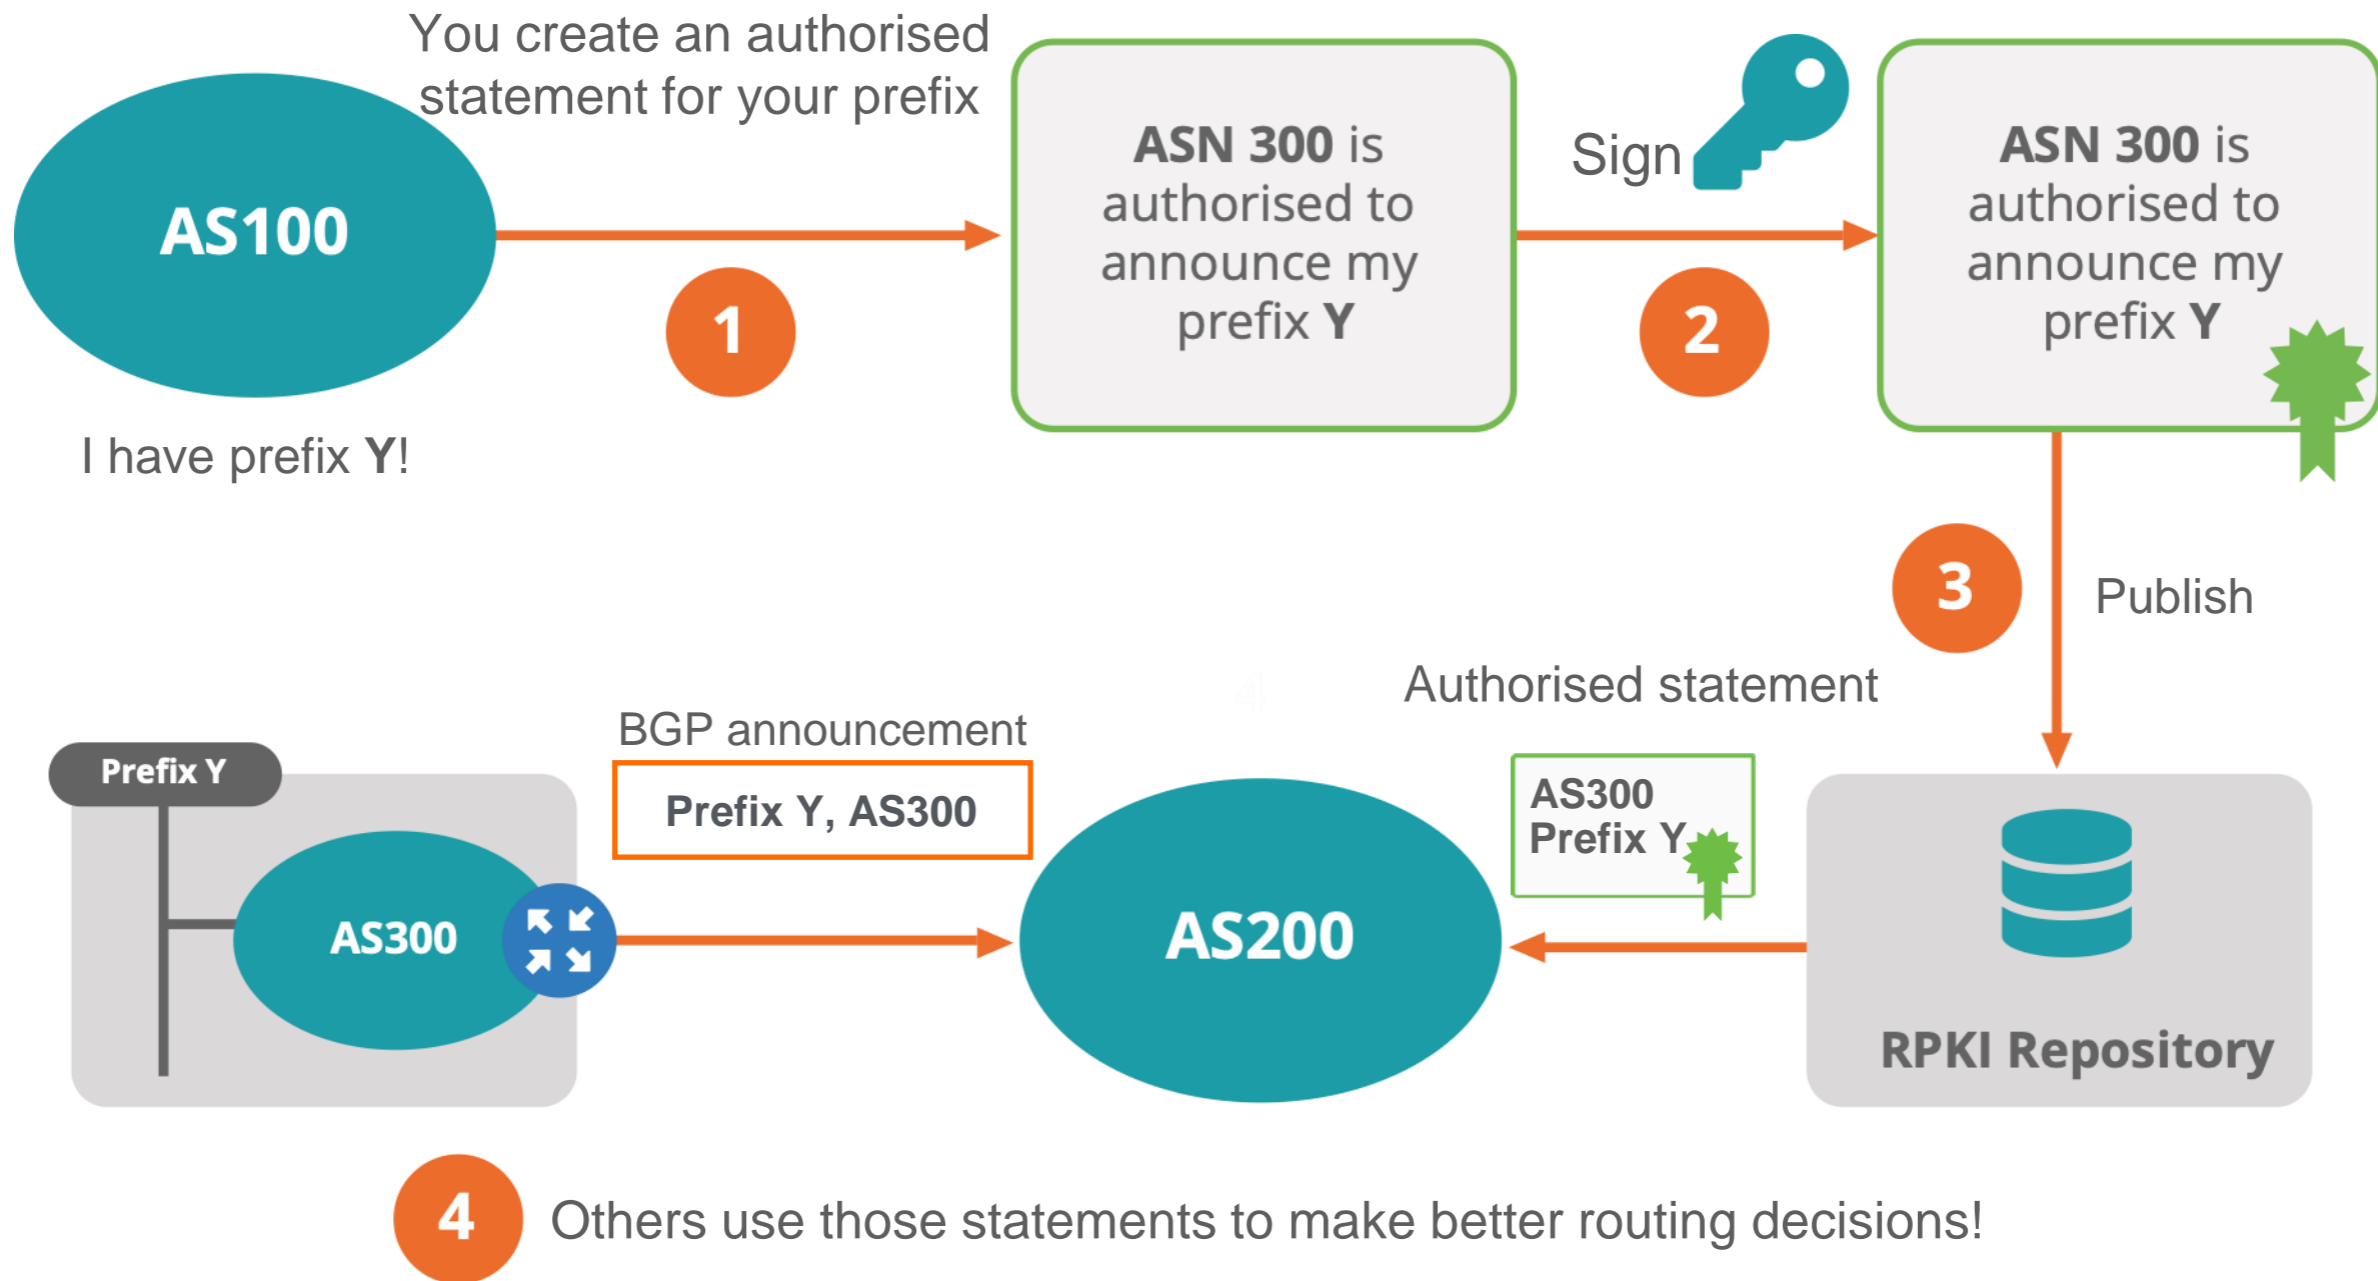 You create an authorised
statement for your prefix
AS100
I have prefix Y!
1
ASN 300 is
authorised to
announce my
prefix Y
Sign
2
ASN 300 is
authorised to
announce my
prefix Y
3
Publish
Authorised statement
BGP announcement
Prefix Y
Prefix Y, AS300
AS300
AS200
AS300
Prefix Y
RPKI Repository
4
Others use those statements to make better routing decisions!